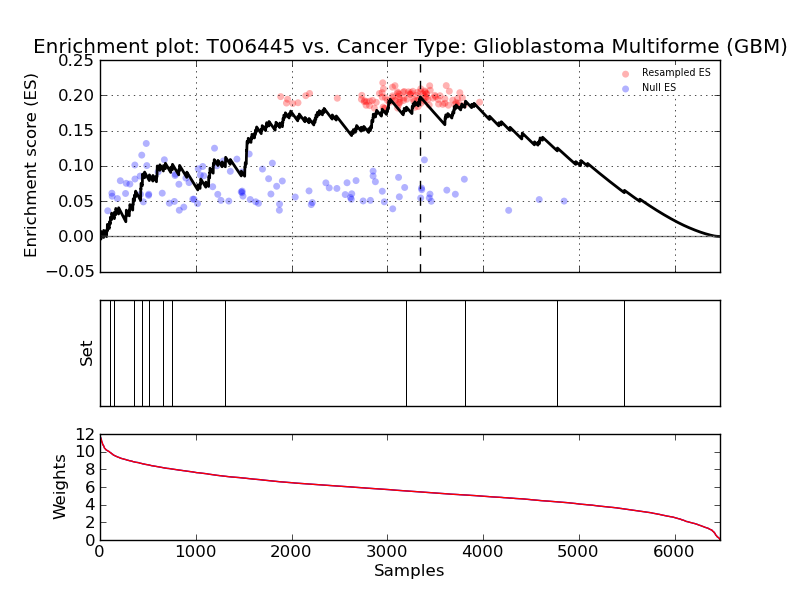 Enrichment plot: T006445 vs. Cancer Type: Glioblastoma Multiforme (GBM)
0.25
0.20
0.15
0.10
0.05
0.00
−0.05
Enrichment score (ES)
Resampled ES
Null ES
Set
12
10
8
6
4
2
0
Weights
0 1000 2000 3000 4000 5000 6000
Samples